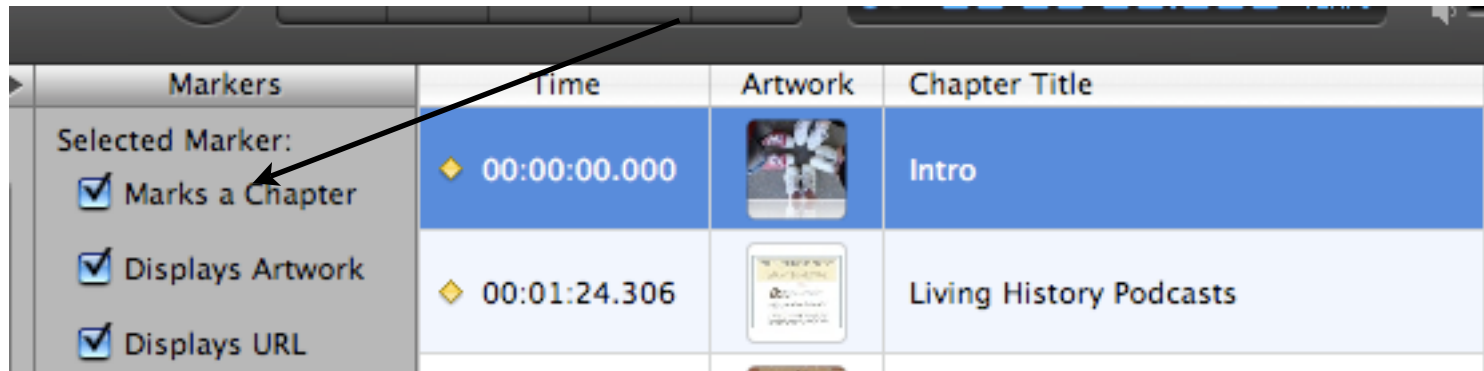 Markers
Time
Artwork
Chapter Title
Selected Marker:
Marks a Chapter
00:00:00.000
Intro
Displays Artwork
00:01:24.306
Living History Podcasts
Displays URL